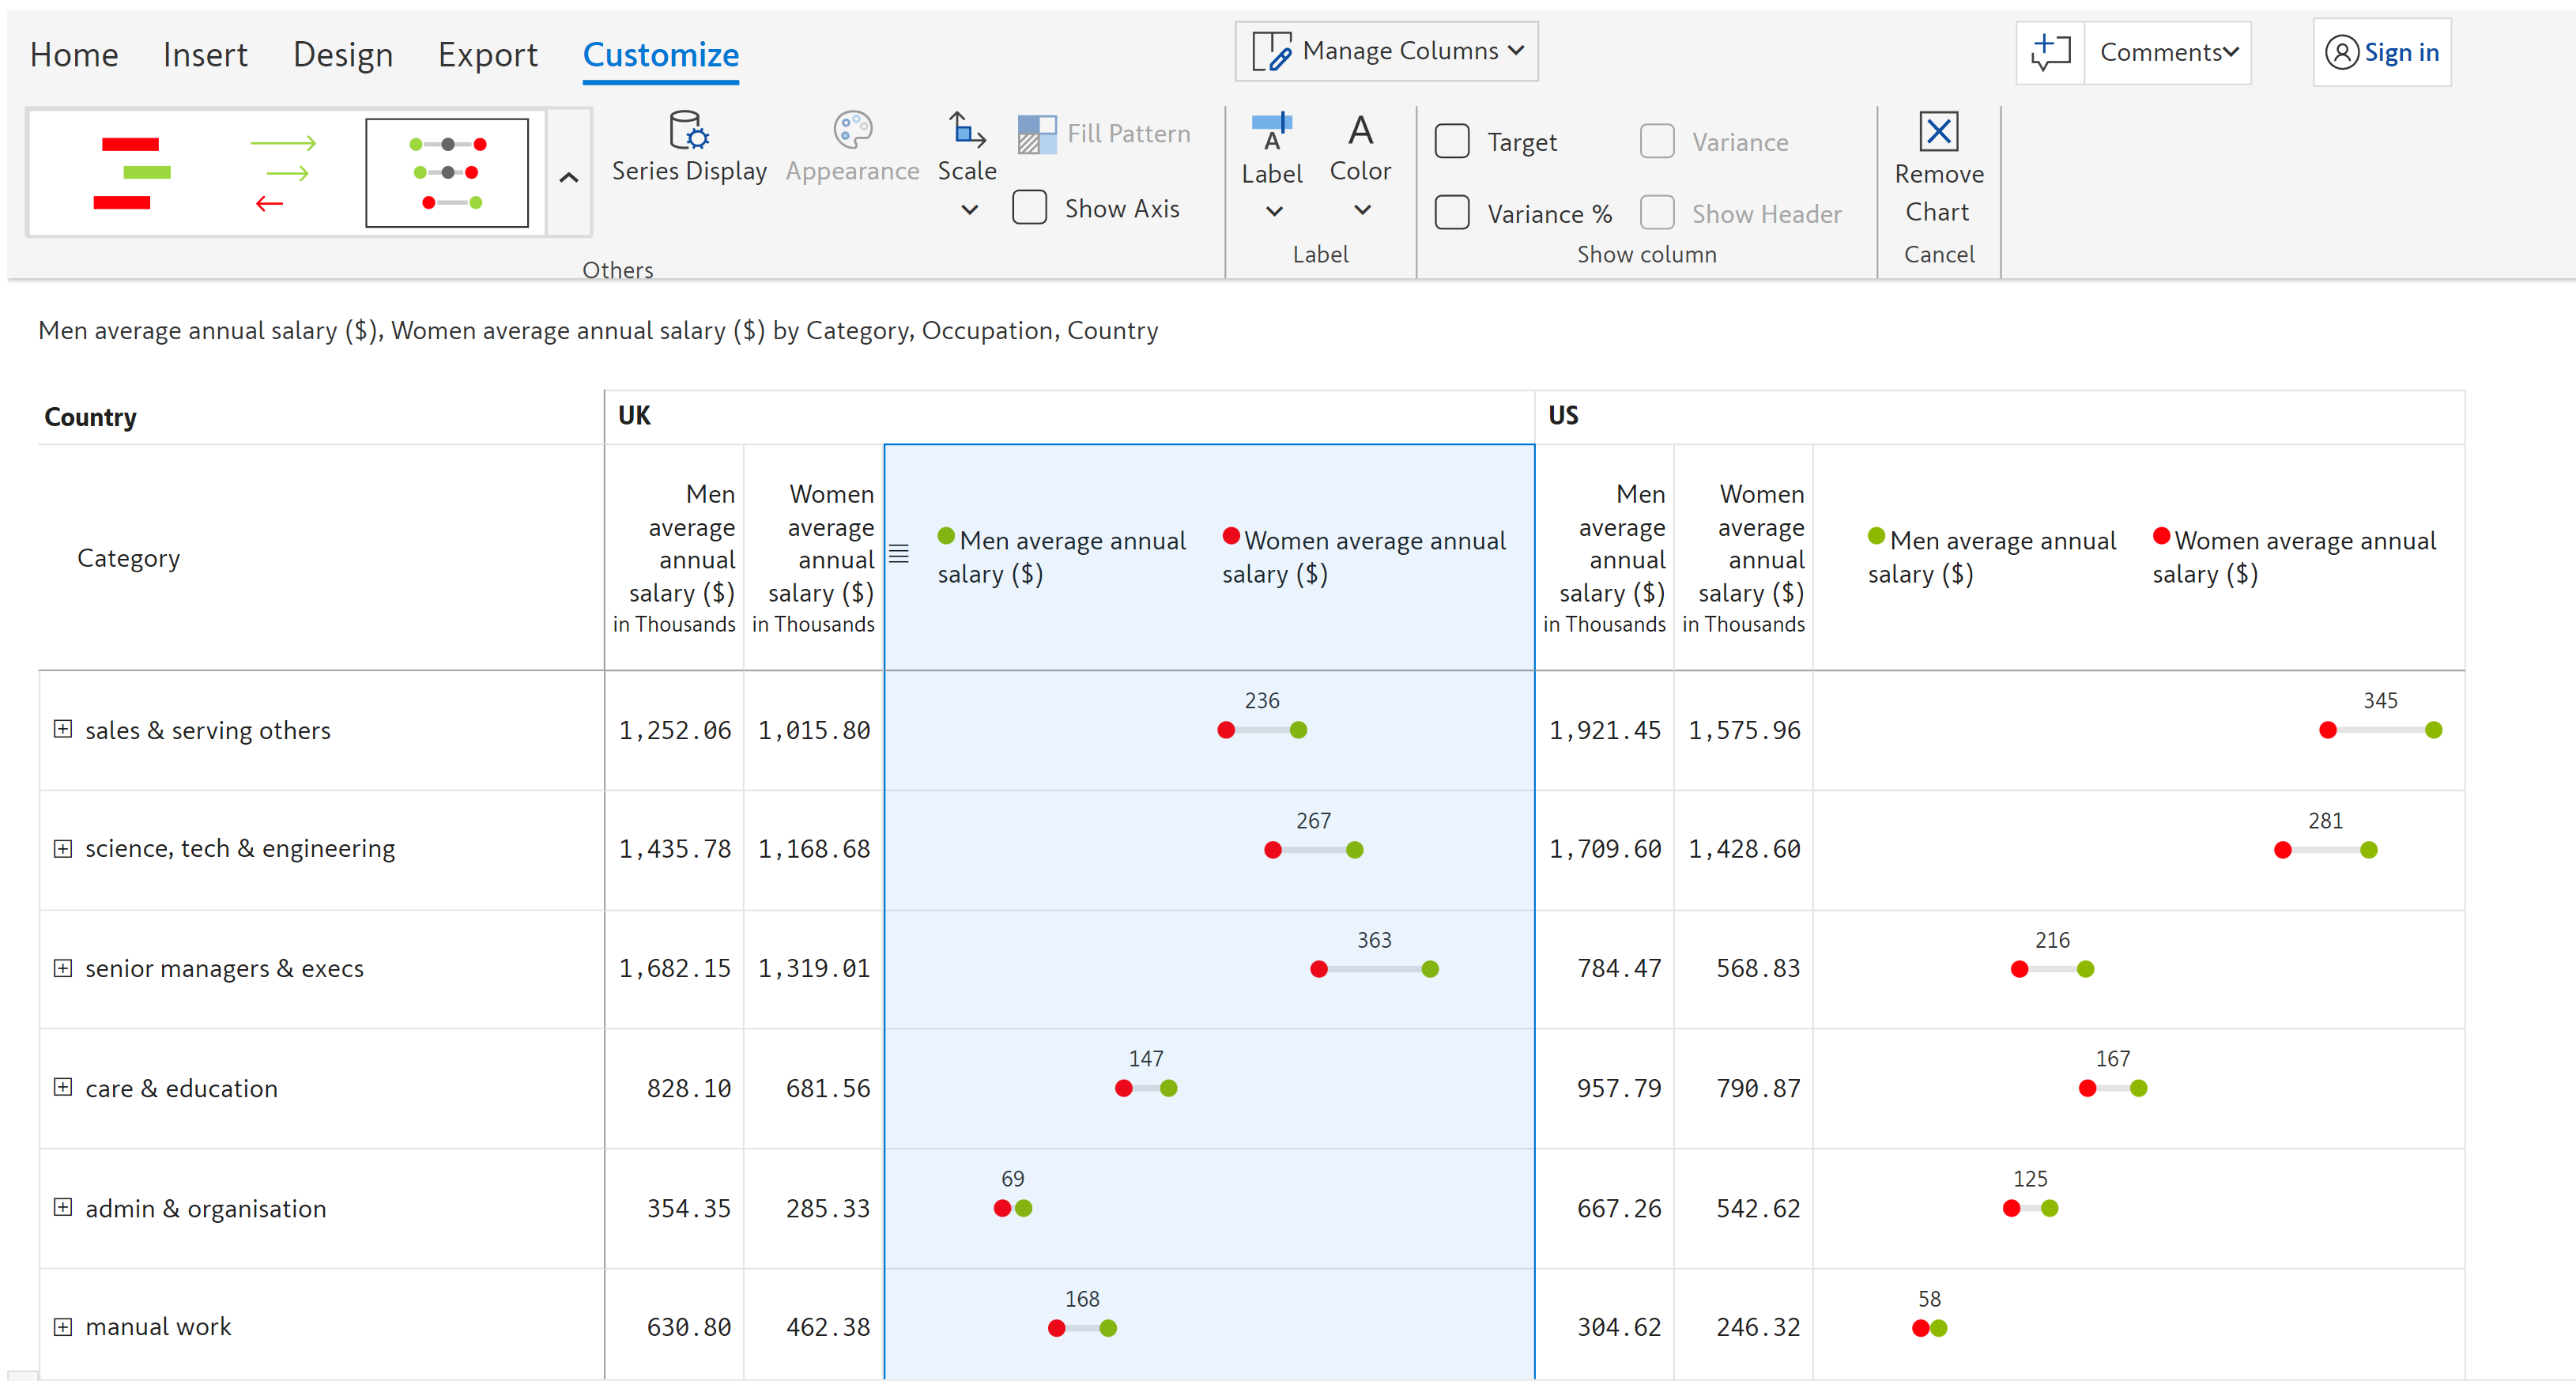 Home Insert Design Export Customize
Manage Columns
Comments
Sign in
Series Display
Appearance
Scale
Fill Pattern
Show Axis
Others
Label
Color
Label
Target
Variance
Variance %
Show Header
Show column
Remove
Chart
Cancel
Men average annual salary ($), Women average annual salary ($) by Category, Occupation, Country
Country UK US
Category
Men
average
annual
salary ($)
in Thousands
Women
average
annual
salary ($)
in Thousands
Men average annual
salary ($)
Women average annual
salary ($)
Men
average
annual
salary ($)
in Thousands
Women
average
annual
salary ($)
in Thousands
Men average annual
salary ($)
Women average annual
salary ($)
sales & serving others 1,252.06 1,015.80 236 1,921.45 1,575.96 345
science, tech & engineering 1,435.78 1,168.68 267 1,709.60 1,428.60 281
senior managers & execs 1,682.15 1,319.01 363 784.47 568.83 216
care & education 828.10 681.56 147 957.79 790.87 167
admin & organisation 354.35 285.33 69 667.26 542.62 125
manual work 630.80 462.38 168 304.62 246.32 58